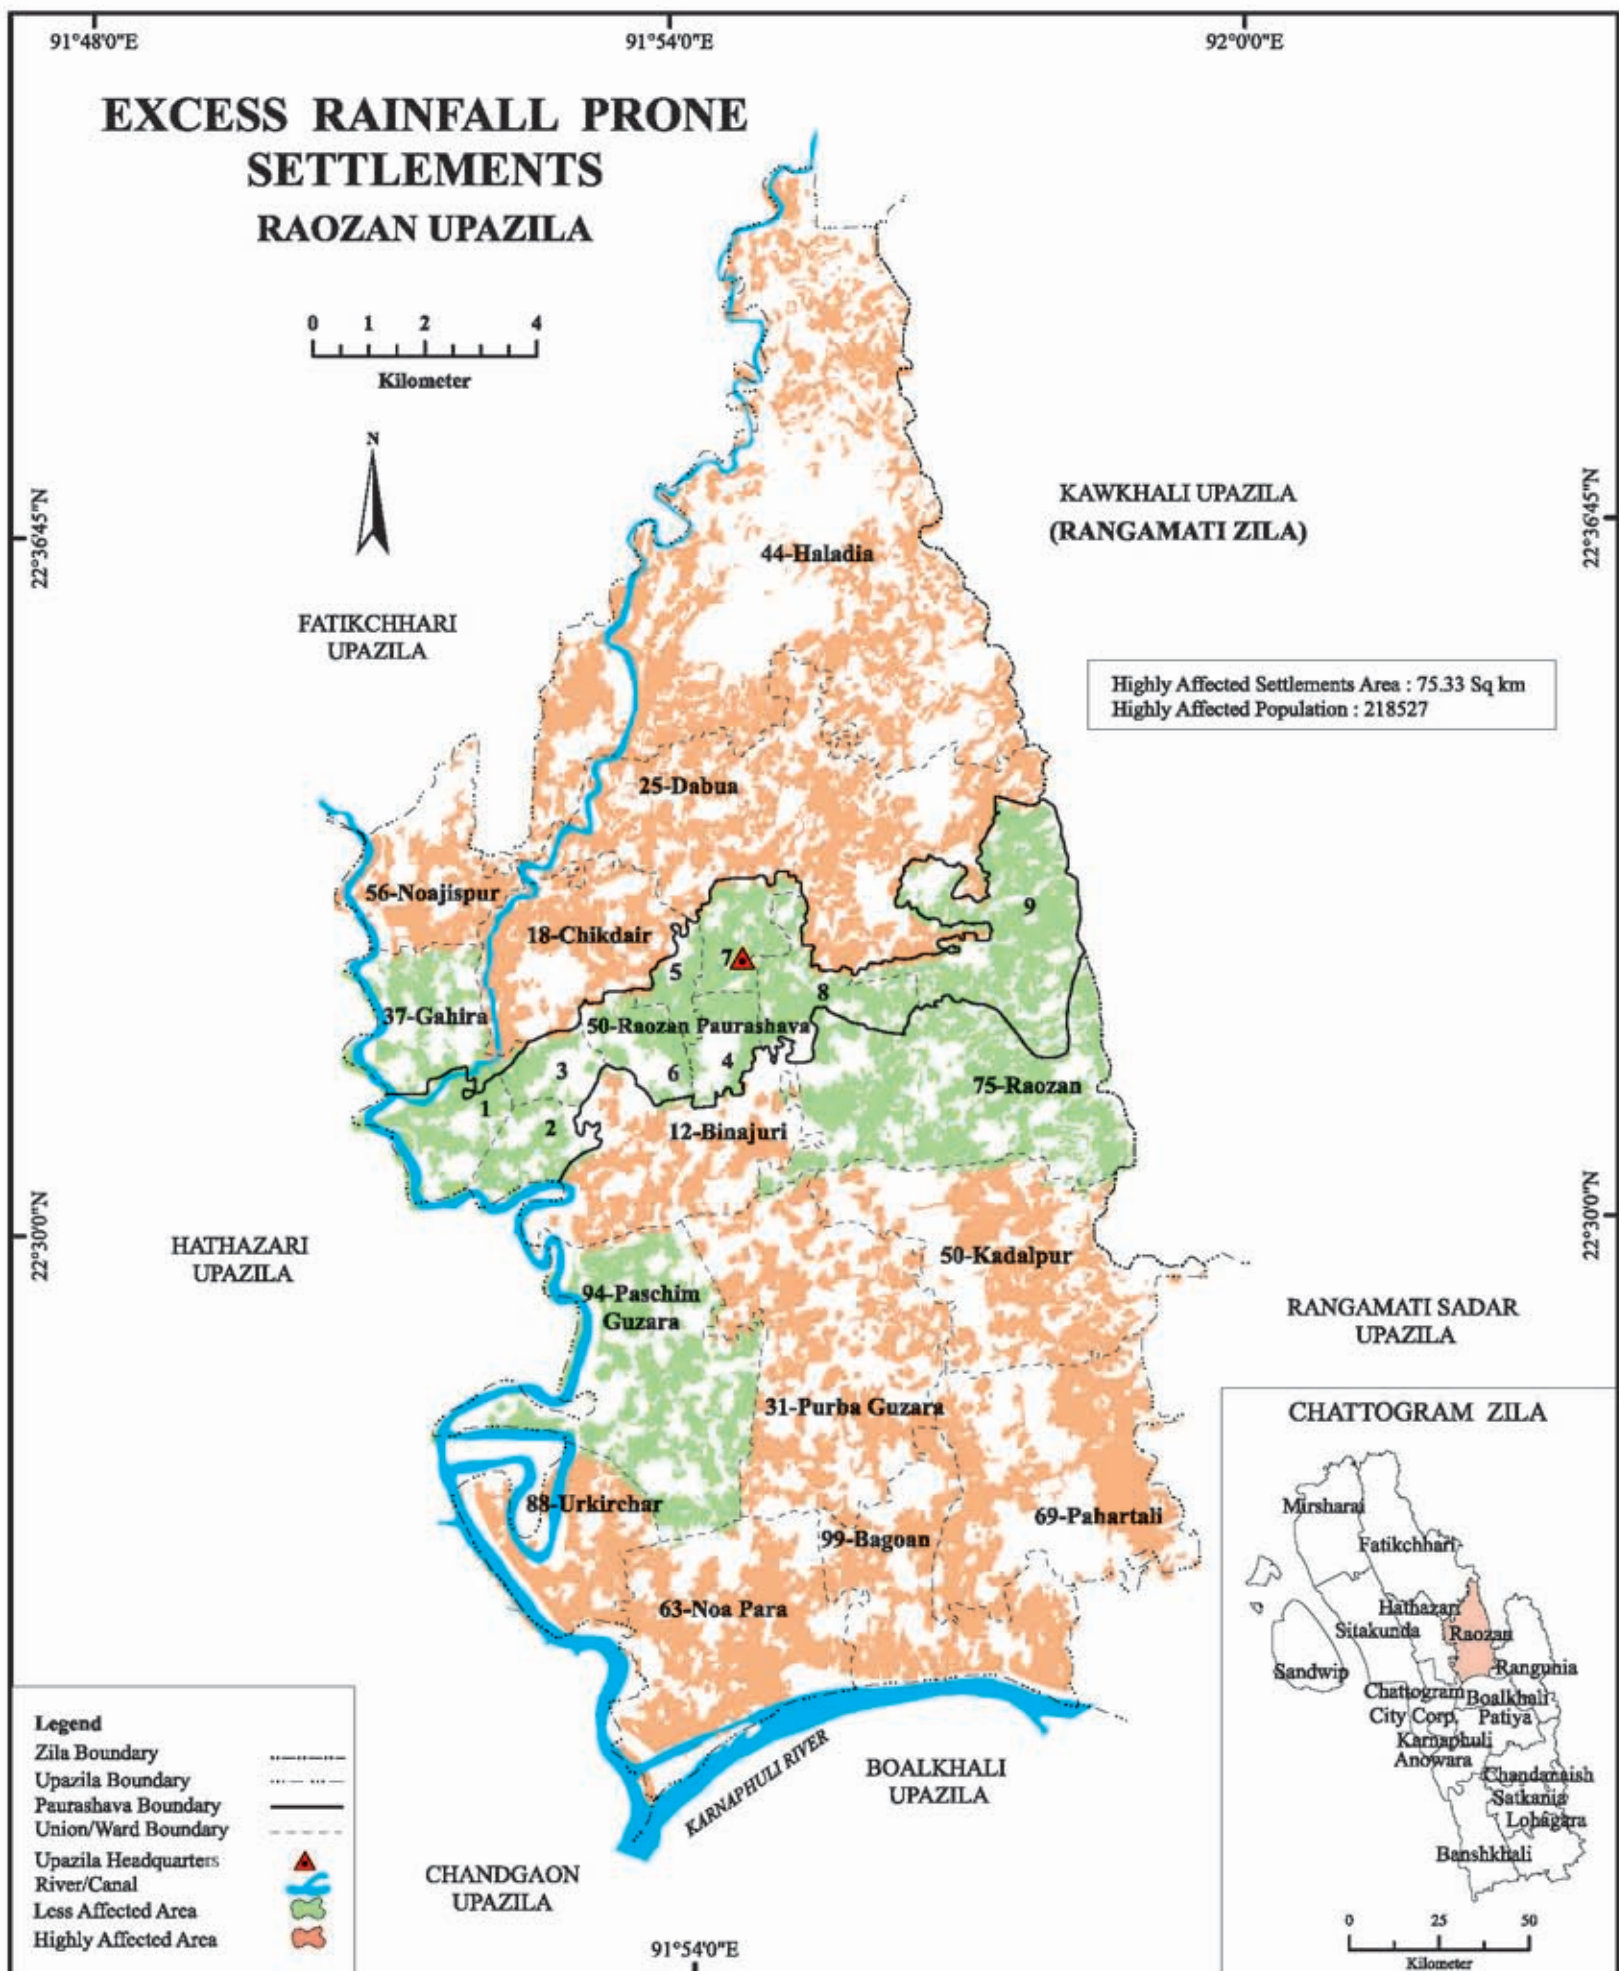 91°48'0"E
91°54'0"E
92°0'0"E
EXCESS RAINFALL PRONE
SETTLEMENTS
RAOZAN UPAZILA
0 1 2 4
Kilometer
N
22°36'45"N
22°36'45"N
KAWKHALI UPAZILA
(RANGAMATI ZILA)
44-Haladia
FATIKCHHARI
UPAZILA
Highly Affected Settlements Area : 75.33 Sq km
Highly Affected Population : 218527
25-Dabua
56-Noajispur
18-Chikdair
9
7
5
8
37-Gahira
50-Raozan Paurashava
3
6
4
75-Raozan
1
2
12-Binajuri
22°30'0"N
22°30'0"N
HATHAZARI
UPAZILA
50-Kadalpur
94-Paschim
Guzara
RANGAMATI SADAR
UPAZILA
31-Purba Guzara
88-Urkirchar
69-Pahartali
99-Bagoan
63-Noa Para
KARNAPHULI RIVER
BOALKHALI
UPAZILA
CHANDGAON
UPAZILA
91°54'0"E
Legend
Zila Boundary
Upazila Boundary
Paurashava Boundary
Union/Ward Boundary
Upazila Headquarters
River/Canal
Less Affected Area
Highly Affected Area
CHATTOGRAM ZILA
Mirsharai
Fatikchhari
Hathazari
Sitakunda
Raozan
Sandwip
Rangunia
Chattogram
City Corp.
Boalkhali
Patiya
Karnaphuli
Anowara
Chandanaish
Satkania
Lohagara
Banshkhali
0 25 50
Kilometer